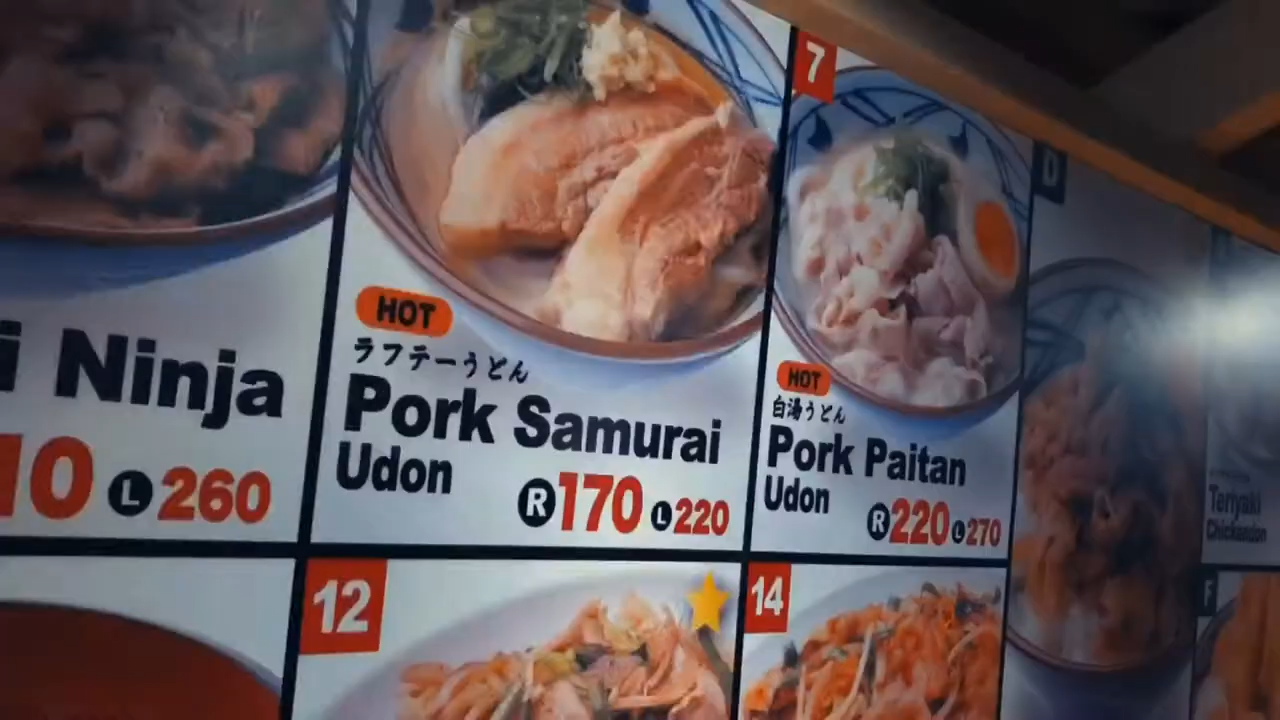 i Ninja
10 L 260
HOT
ラフテーうどん
Pork Samurai
Udon
R 170 L 220
7
HOT
白湯うどん
Pork Paitan
Udon
R 220 L 270
D
Teriyaki
Chickendon
12
14
F